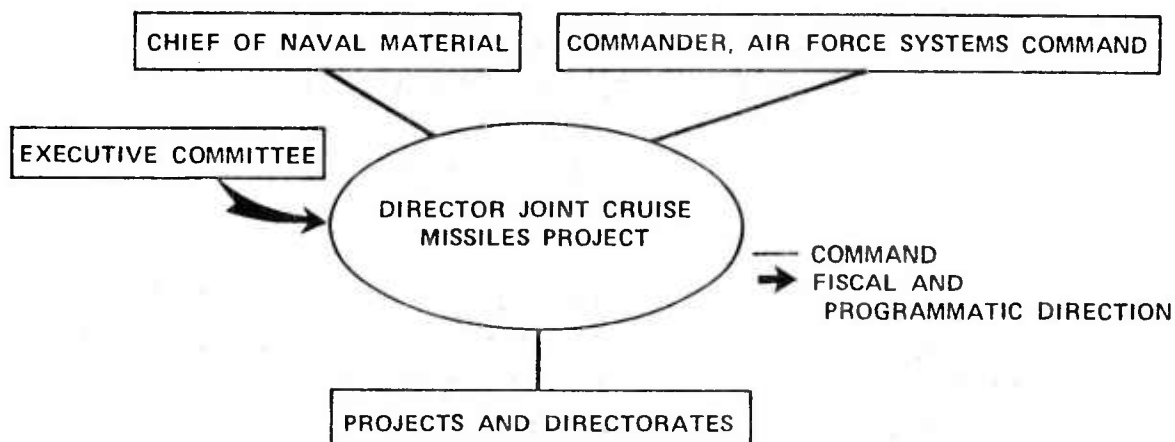 CHIEF OF NAVAL MATERIAL
COMMANDER, AIR FORCE SYSTEMS COMMAND
EXECUTIVE COMMITTEE
DIRECTOR JOINT CRUISE
MISSILES PROJECT
COMMAND
FISCAL AND
PROGRAMMATIC DIRECTION
PROJECTS AND DIRECTORATES